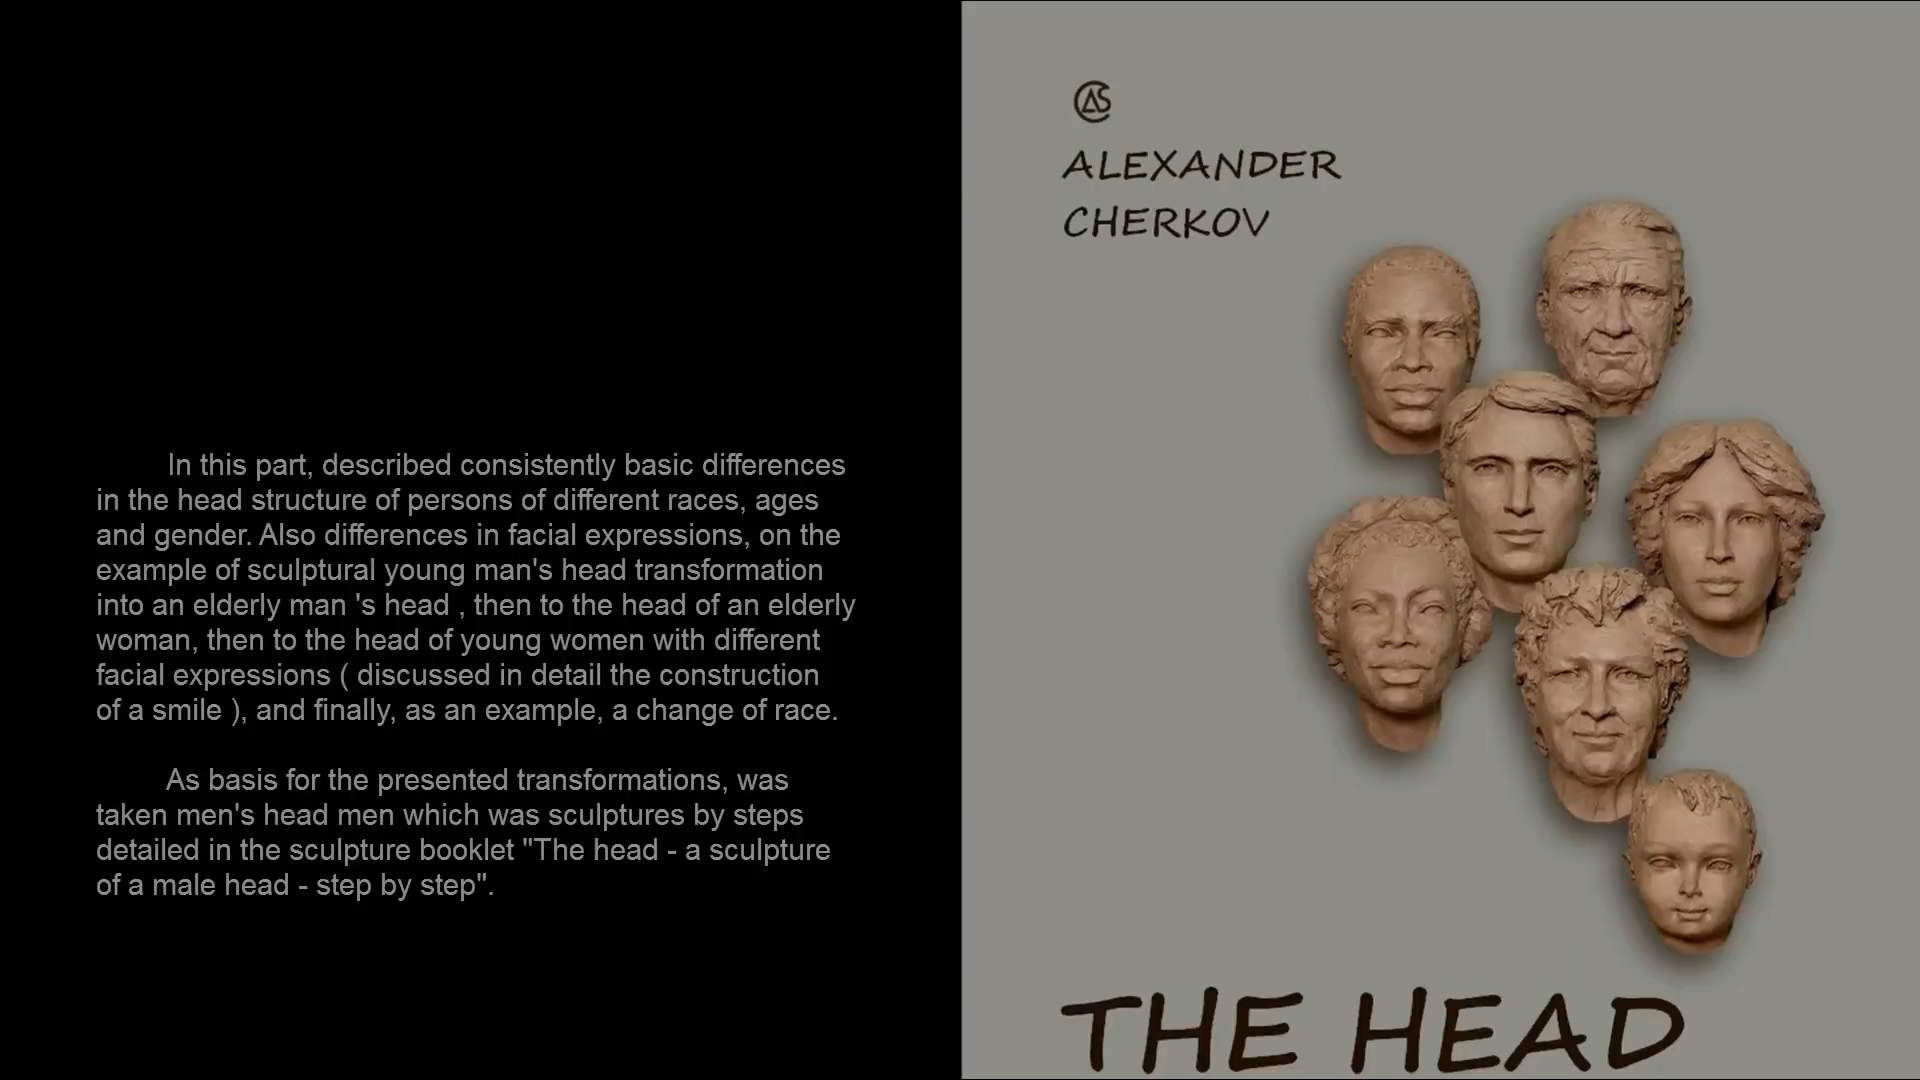 In this part, described consistently basic differences
in the head structure of persons of different races, ages
and gender. Also differences in facial expressions, on the
example of sculptural young man's head transformation
into an elderly man 's head , then to the head of an elderly
woman, then to the head of young women with different
facial expressions ( discussed in detail the construction
of a smile ), and finally, as an example, a change of race.
As basis for the presented transformations, was
taken men's head men which was sculptures by steps
detailed in the sculpture booklet "The head - a sculpture
of a male head - step by step".
ALEXANDER
CHERKOV
THE HEAD